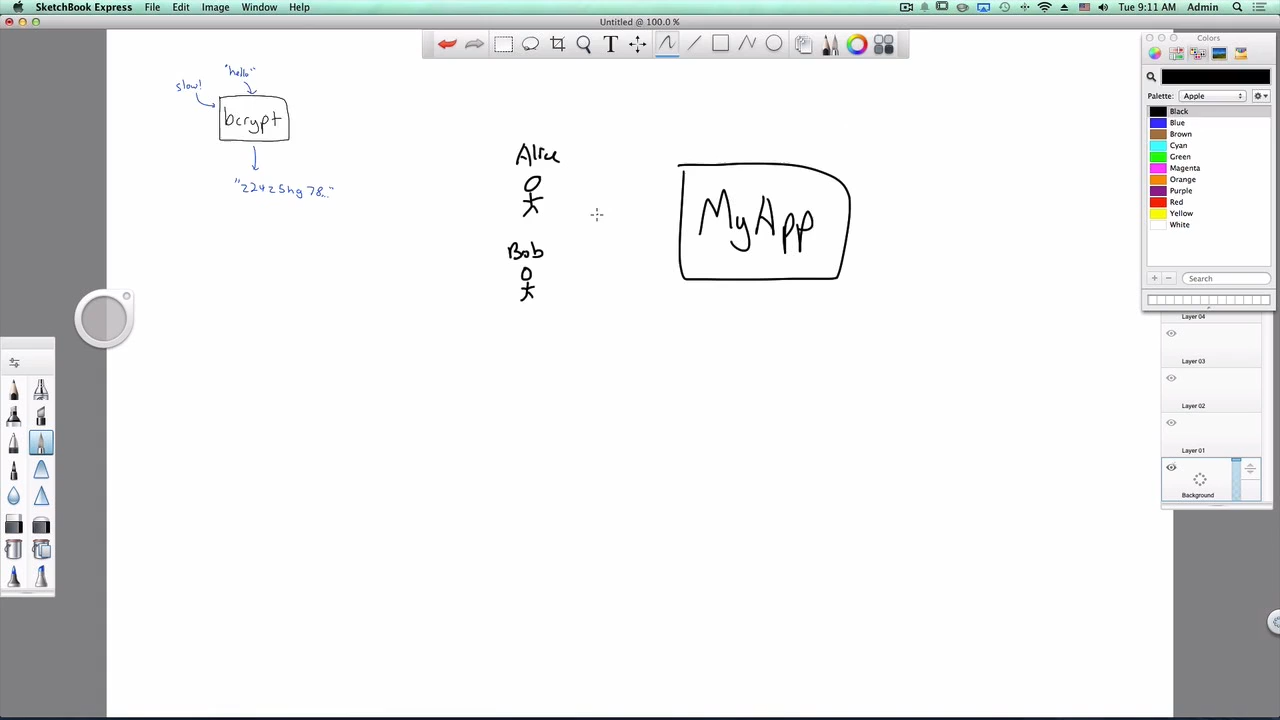 SketchBook Express File Edit Image Window Help Tue 9:11 AM Admin
Untitled @ 100.0 %
T
Colors
Palette: Apple
Black
Blue
Brown
Cyan
Green
Magenta
Orange
Purple
Red
Yellow
White
Search
Layer 04
Layer 03
Layer 02
Layer 01
Background
"hello"
slow!
bcrypt
"22425hg78..."
Alice
Bob
MyApp